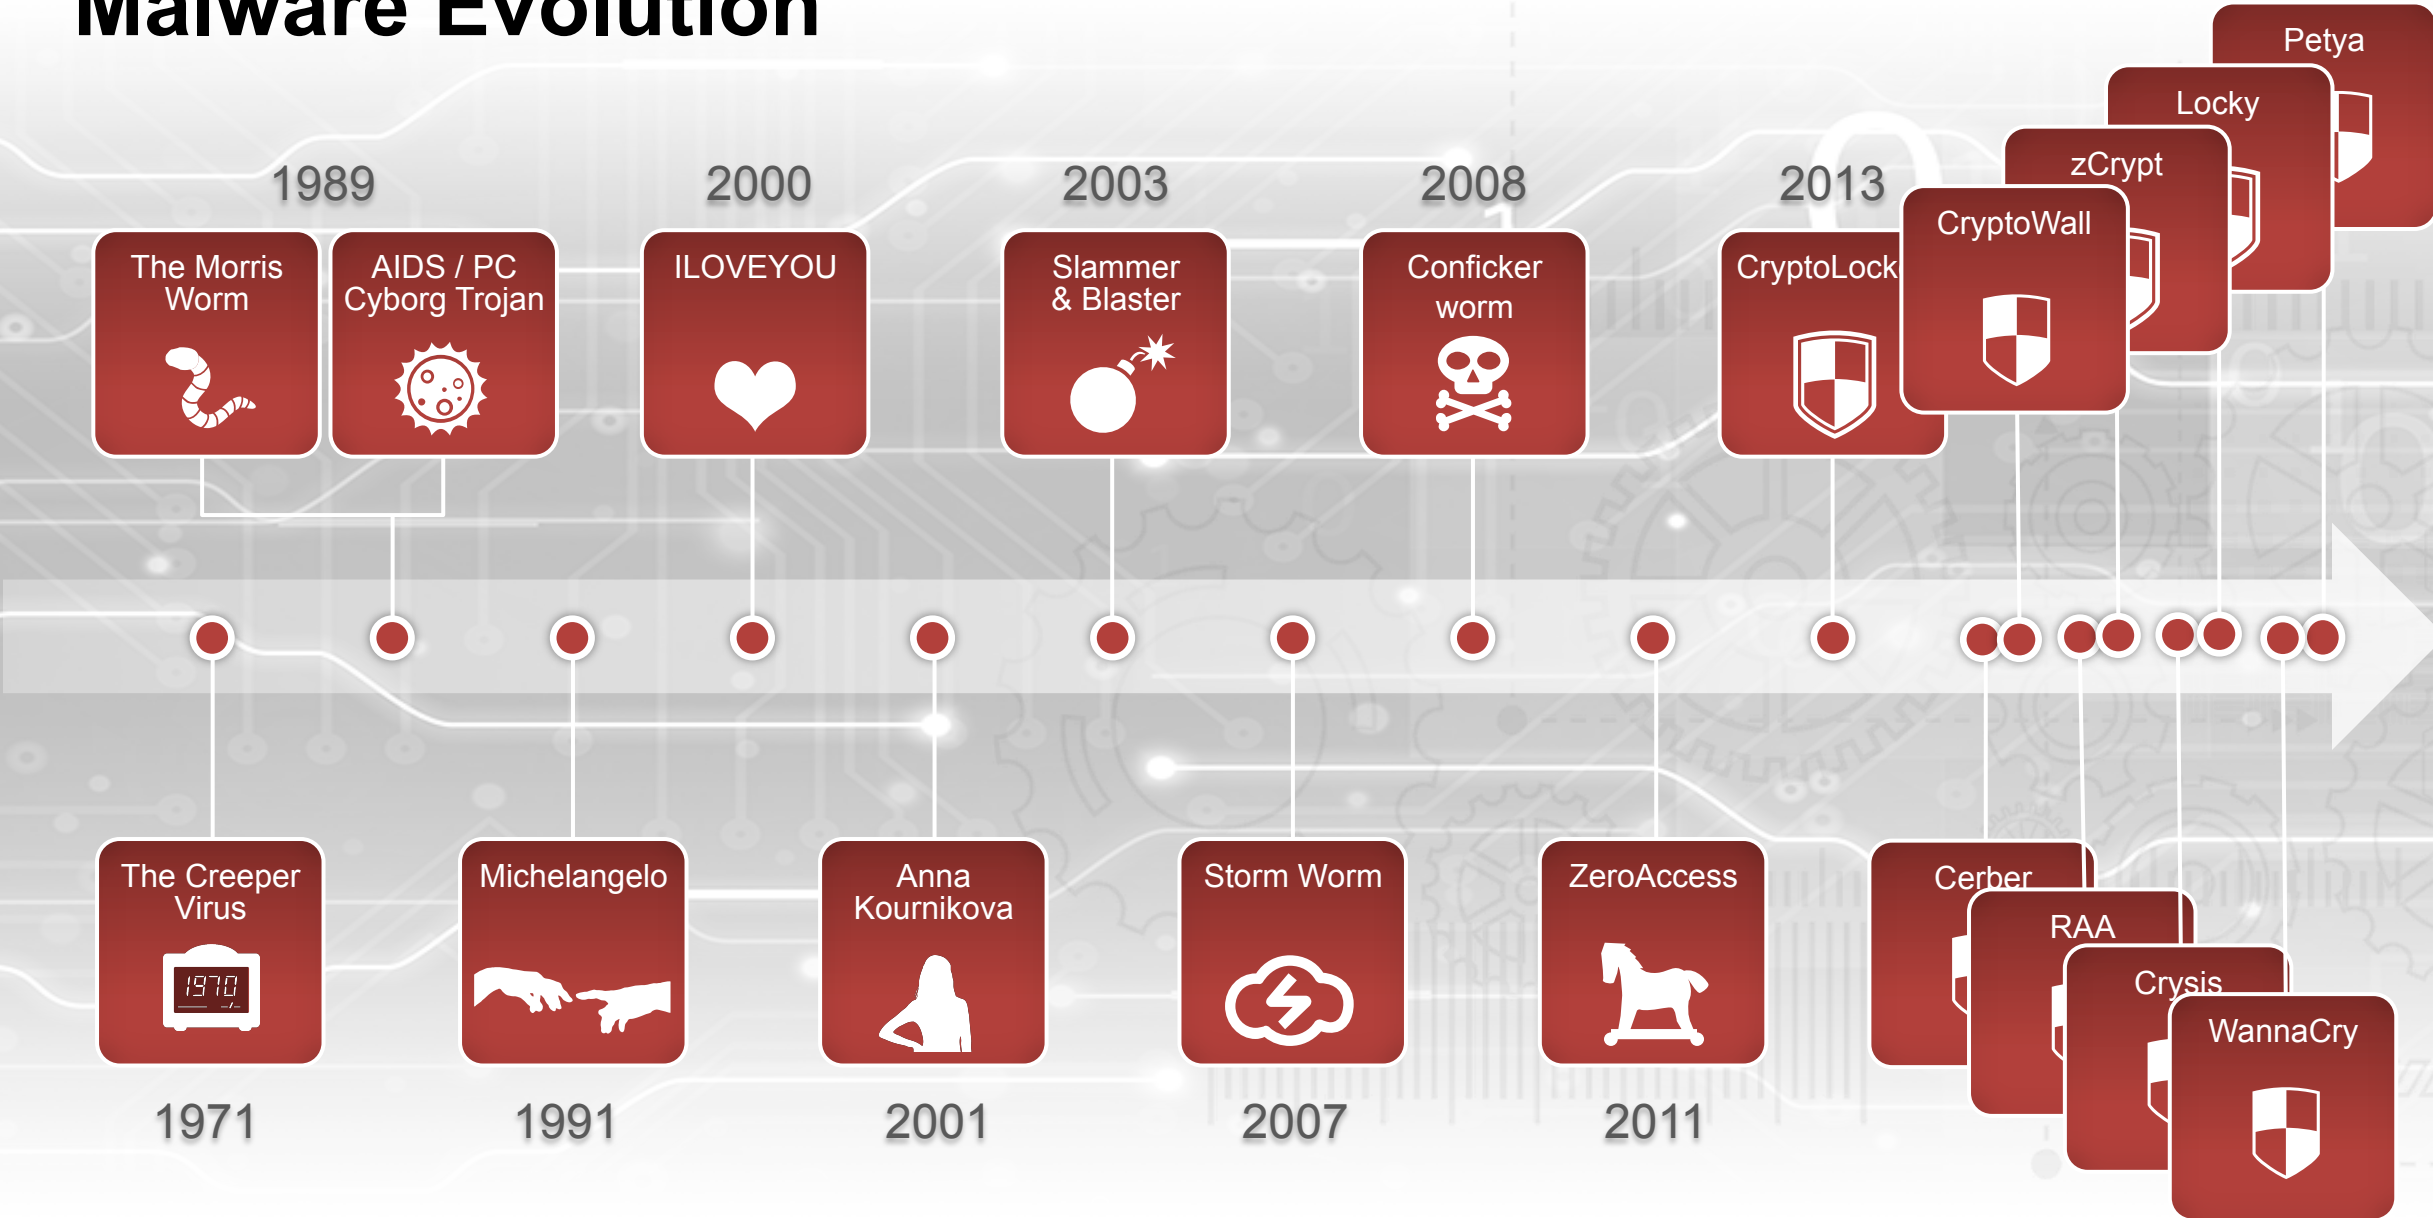 Malware Evolution
1989
2000
2003
2008
2013
The Morris
Worm
AIDS / PC
Cyborg Trojan
ILOVEYOU
Slammer
& Blaster
Conficker
worm
CryptoLock
CryptoWall
zCrypt
Locky
Petya
The Creeper
Virus
1970
Michelangelo
Anna
Kournikova
Storm Worm
ZeroAccess
Cerber
RAA
Crysis
WannaCry
1971
1991
2001
2007
2011